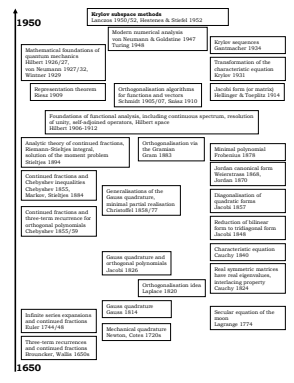 1950
Krylov subspace methods
Lanczos 1950/52, Hestenes & Stiefel 1952
Modern numerical analysis
von Neumann & Goldstine 1947
Turing 1948
Krylov sequences
Gantmacher 1934
Mathematical foundations of
quantum mechanics
Hilbert 1926/27,
von Neumann 1927/32,
Wintner 1929
Transformation of the
characteristic equation
Krylov 1931
Representation theorem
Riesz 1909
Orthogonalisation algorithms
for functions and vectors
Schmidt 1905/07, Szász 1910
Jacobi form (or matrix)
Hellinger & Toeplitz 1914
Foundations of functional analysis, including continuous spectrum, resolution
of unity, self-adjoined operators, Hilbert space
Hilbert 1906-1912
Analytic theory of continued fractions,
Riemann-Stieltjes integral,
solution of the moment problem
Stieltjes 1894
Orthogonalisation via
the Gramian
Gram 1883
Minimal polynomial
Frobenius 1878
Jordan canonical form
Weierstrass 1868,
Jordan 1870
Continued fractions and
Chebyshev inequalities
Chebyshev 1855,
Markov, Stieltjes 1884
Generalisations of the
Gauss quadrature,
minimal partial realisation
Christoffel 1858/77
Diagonalisation of
quadratic forms
Jacobi 1857
Continued fractions and
three-term recurrence for
orthogonal polynomials
Chebyshev 1855/59
Reduction of bilinear
form to tridiagonal form
Jacobi 1848
Characteristic equation
Cauchy 1840
Gauss quadrature and
orthogonal polynomials
Jacobi 1826
Real symmetric matrices
have real eigenvalues,
interlacing property
Cauchy 1824
Orthogonalisation idea
Laplace 1820
Gauss quadrature
Gauss 1814
Secular equation of the
moon
Lagrange 1774
Infinite series expansions
and continued fractions
Euler 1744/48
Mechanical quadrature
Newton, Cotes 1720s
Three-term recurrences
and continued fractions
Brouncker, Wallis 1650s
1650